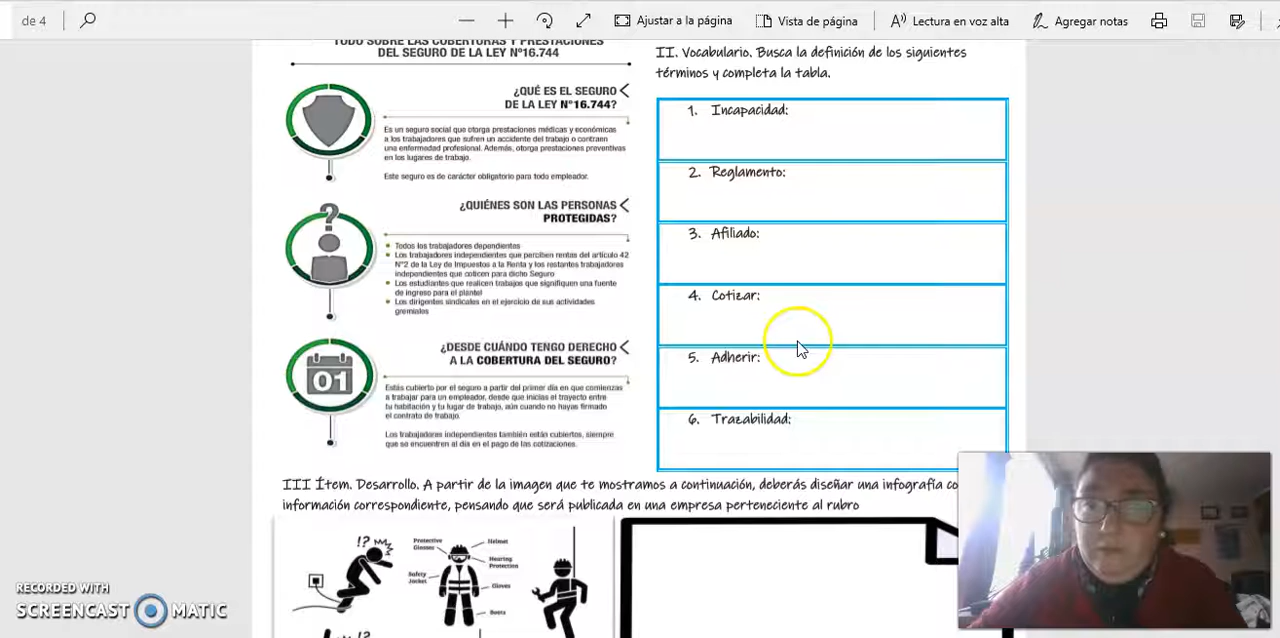 de 4
Ajustar a la página
Vista de página
Lectura en voz alta
Agregar notas
TODO SOBRE LAS COBERTURAS Y PRESTACIONES
DEL SEGURO DE LA LEY Nº16.744
¿QUÉ ES EL SEGURO
DE LA LEY Nº16.744?
Es un seguro social que otorga prestaciones médicas y económicas
a los trabajadores que sufren un accidente del trabajo o contraen
una enfermedad profesional. Además, otorga prestaciones preventivas
en los lugares de trabajo.
Este seguro es de carácter obligatorio para todo empleador.
¿QUIÉNES SON LAS PERSONAS
PROTEGIDAS?
Todos los trabajadores dependientes
Los trabajadores independientes que perciben rentas del artículo 42
Nº2 de la Ley de Impuestos a la Renta y los restantes trabajadores
independientes que coticen para dicho Seguro
Los estudiantes que realicen trabajos que signifiquen una fuente
de ingreso para el plantel
Los dirigentes sindicales en el ejercicio de sus actividades
gremiales
¿DESDE CUÁNDO TENGO DERECHO
A LA COBERTURA DEL SEGURO?
01
Estás cubierto por el seguro a partir del primer día en que comienzas
a trabajar para un empleador, desde que inicias el trayecto entre
tu habitación y tu lugar de trabajo, aún cuando no hayas firmado
el contrato de trabajo.
Los trabajadores independientes también están cubiertos, siempre
que se encuentren al día en el pago de las cotizaciones.
II. Vocabulario. Busca la definición de los siguientes
términos y completa la tabla.
1. Incapacidad:
2. Reglamento:
3. Afiliado:
4. Cotizar:
5. Adherir:
6. Trazabilidad:
III Ítem. Desarrollo. A partir de la imagen que te mostramos a continuación, deberás diseñar una infografía co
información correspondiente, pensando que será publicada en una empresa perteneciente al rubro
!?
Protective
Glasses
Helmet
Hearing
Protection
Safety
Jacket
Gloves
Boots
!?
RECORDED WITH
SCREENCAST MATIC